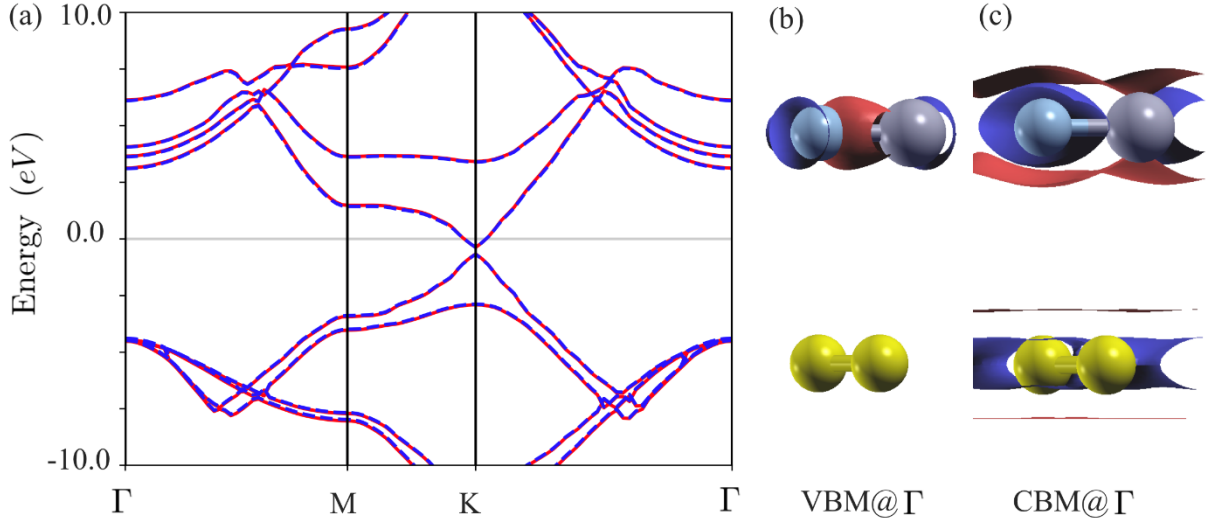 (a)
10.0
0.0
-10.0
Energy (eV)
Γ
M
K
Γ
(b)
VBM@Γ
(c)
CBM@Γ